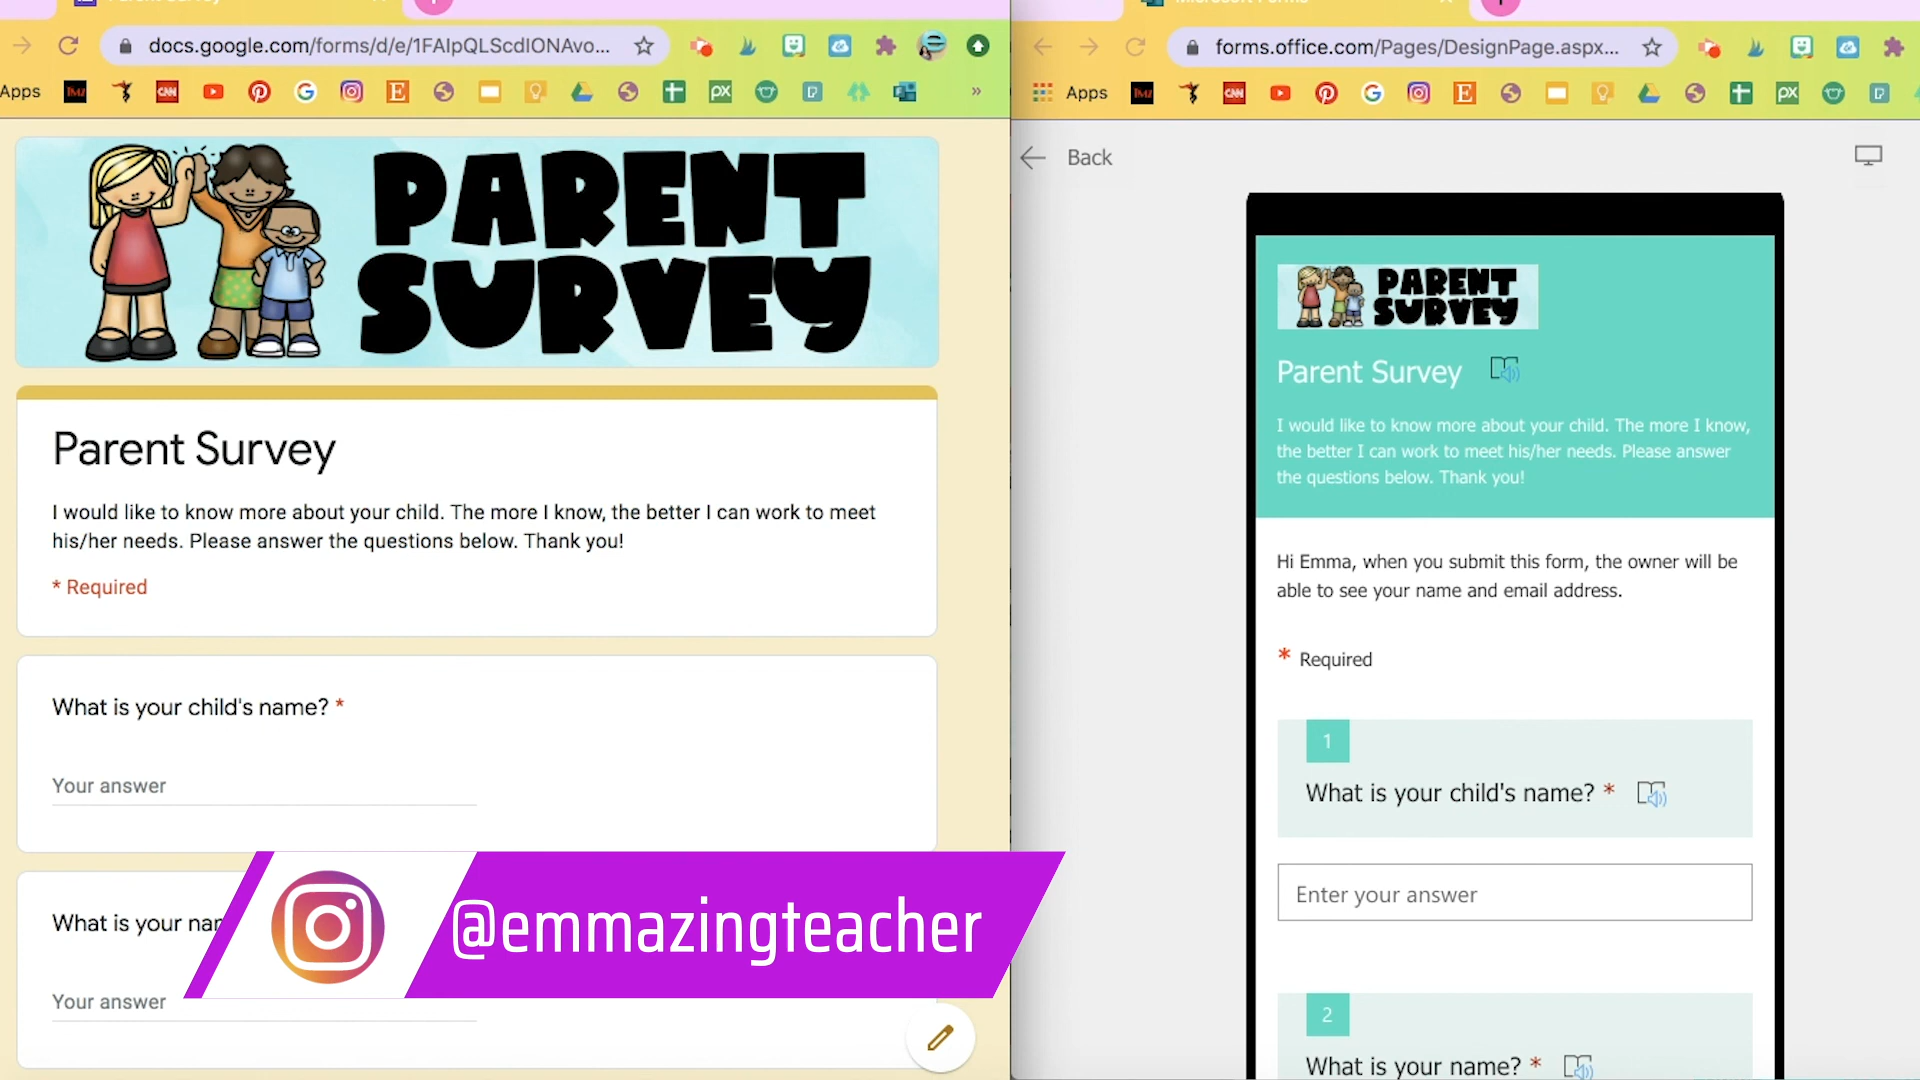 docs.google.com/forms/d/e/1FAIpQLScdIONAvo...
Apps
CNN
G
E
PX
»
PARENT
SURVEY
Parent Survey
I would like to know more about your child. The more I know, the better I can work to meet
his/her needs. Please answer the questions below. Thank you!
* Required
What is your child's name? *
Your answer
What is your nam
Your answer
@emmazingteacher
forms.office.com/Pages/DesignPage.aspx...
Apps
CNN
G
E
PX
Back
PARENT
SURVEY
Parent Survey
I would like to know more about your child. The more I know,
the better I can work to meet his/her needs. Please answer
the questions below. Thank you!
Hi Emma, when you submit this form, the owner will be
able to see your name and email address.
* Required
1
What is your child's name? *
Enter your answer
2
What is your name? *